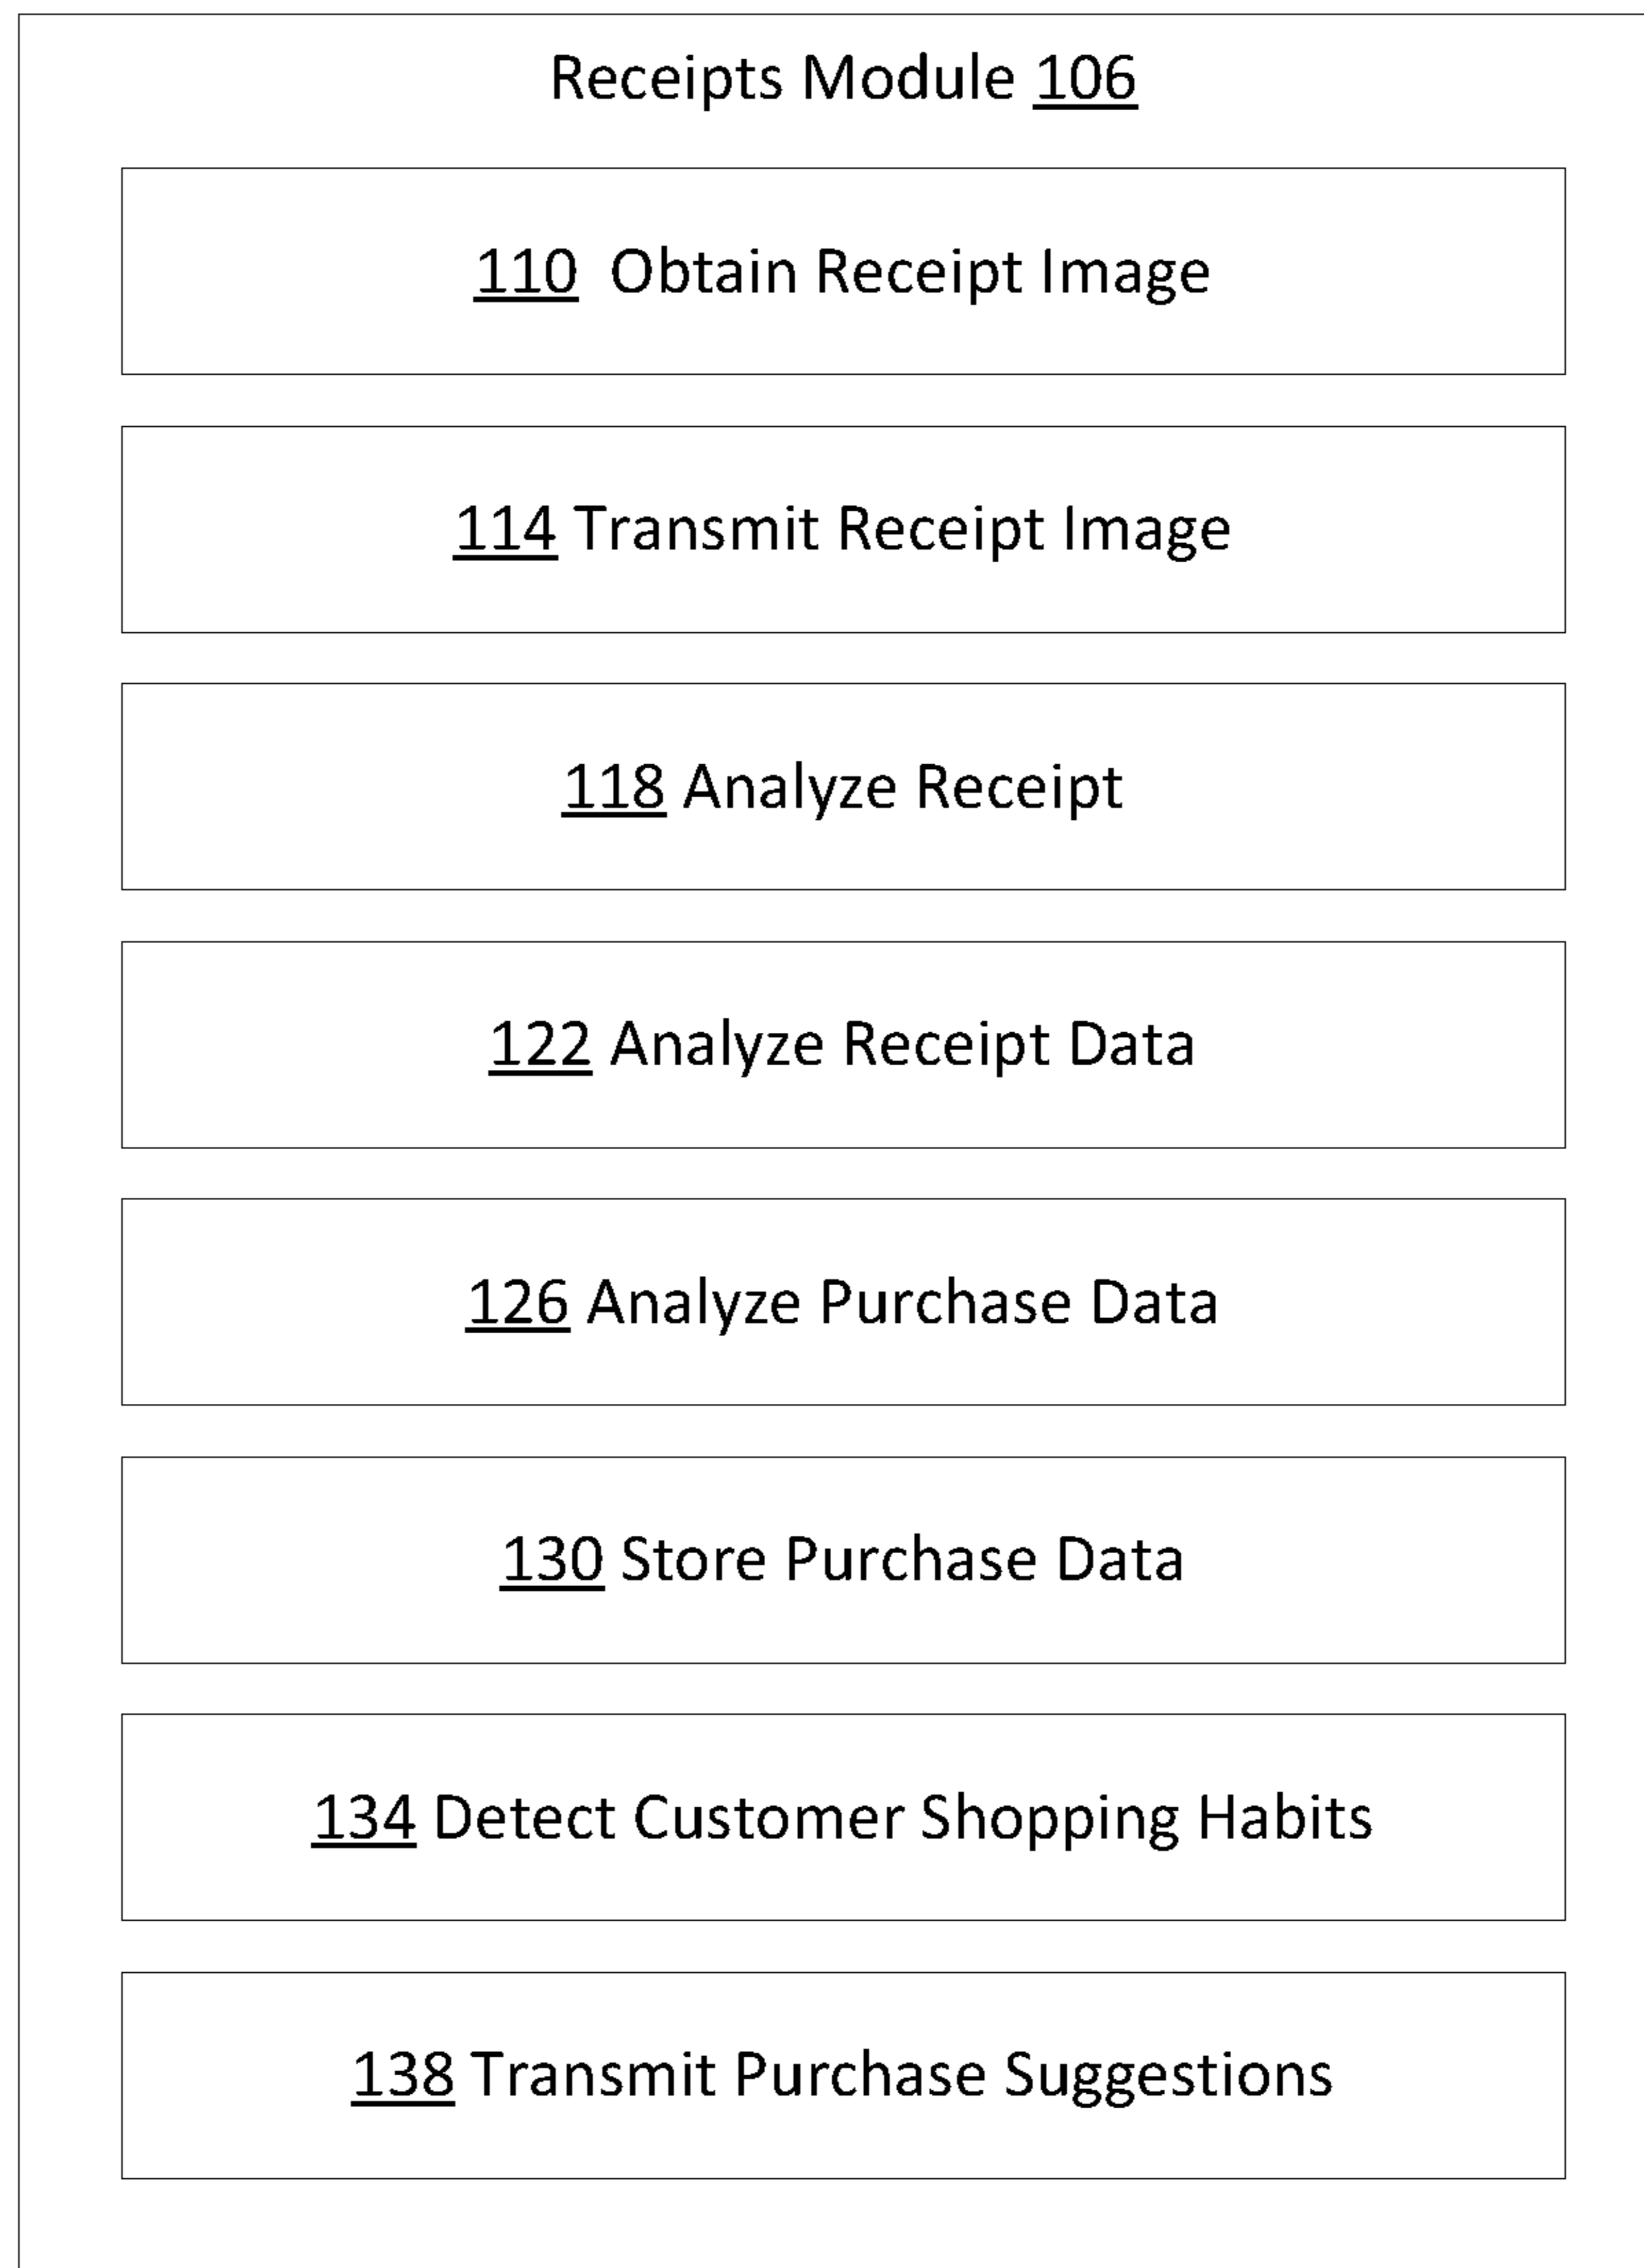 Receipts Module 106
110 Obtain Receipt Image
114 Transmit Receipt Image
118 Analyze Receipt
122 Analyze Receipt Data
126 Analyze Purchase Data
130 Store Purchase Data
134 Detect Customer Shopping Habits
138 Transmit Purchase Suggestions